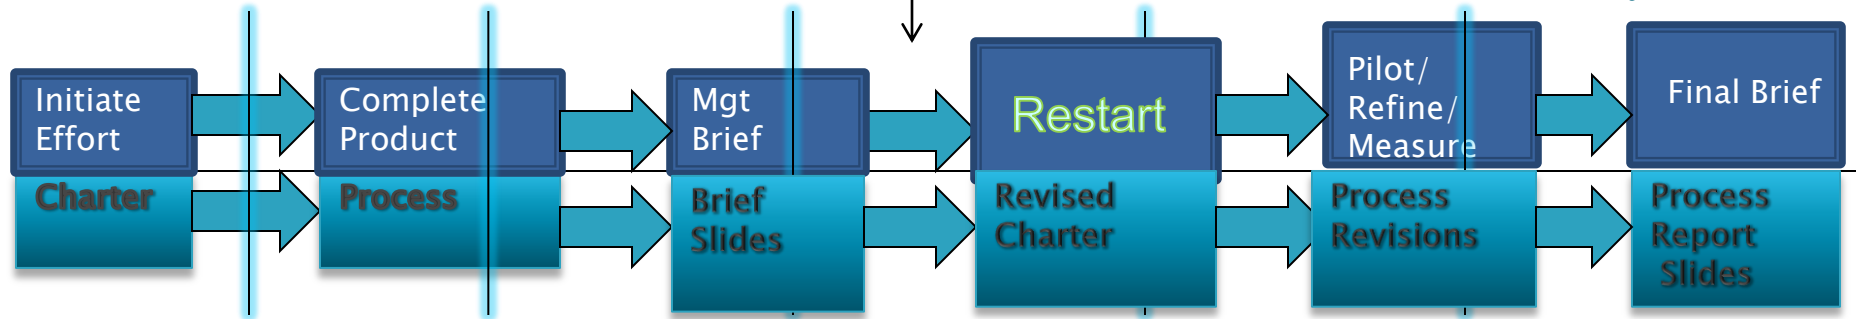 Initiate
Effort
Complete
Product
Mgt
Brief
Restart
Pilot/
Refine/
Measure
Final Brief
Charter
Process
Brief
Slides
Revised
Charter
Process
Revisions
Process
Report
Slides